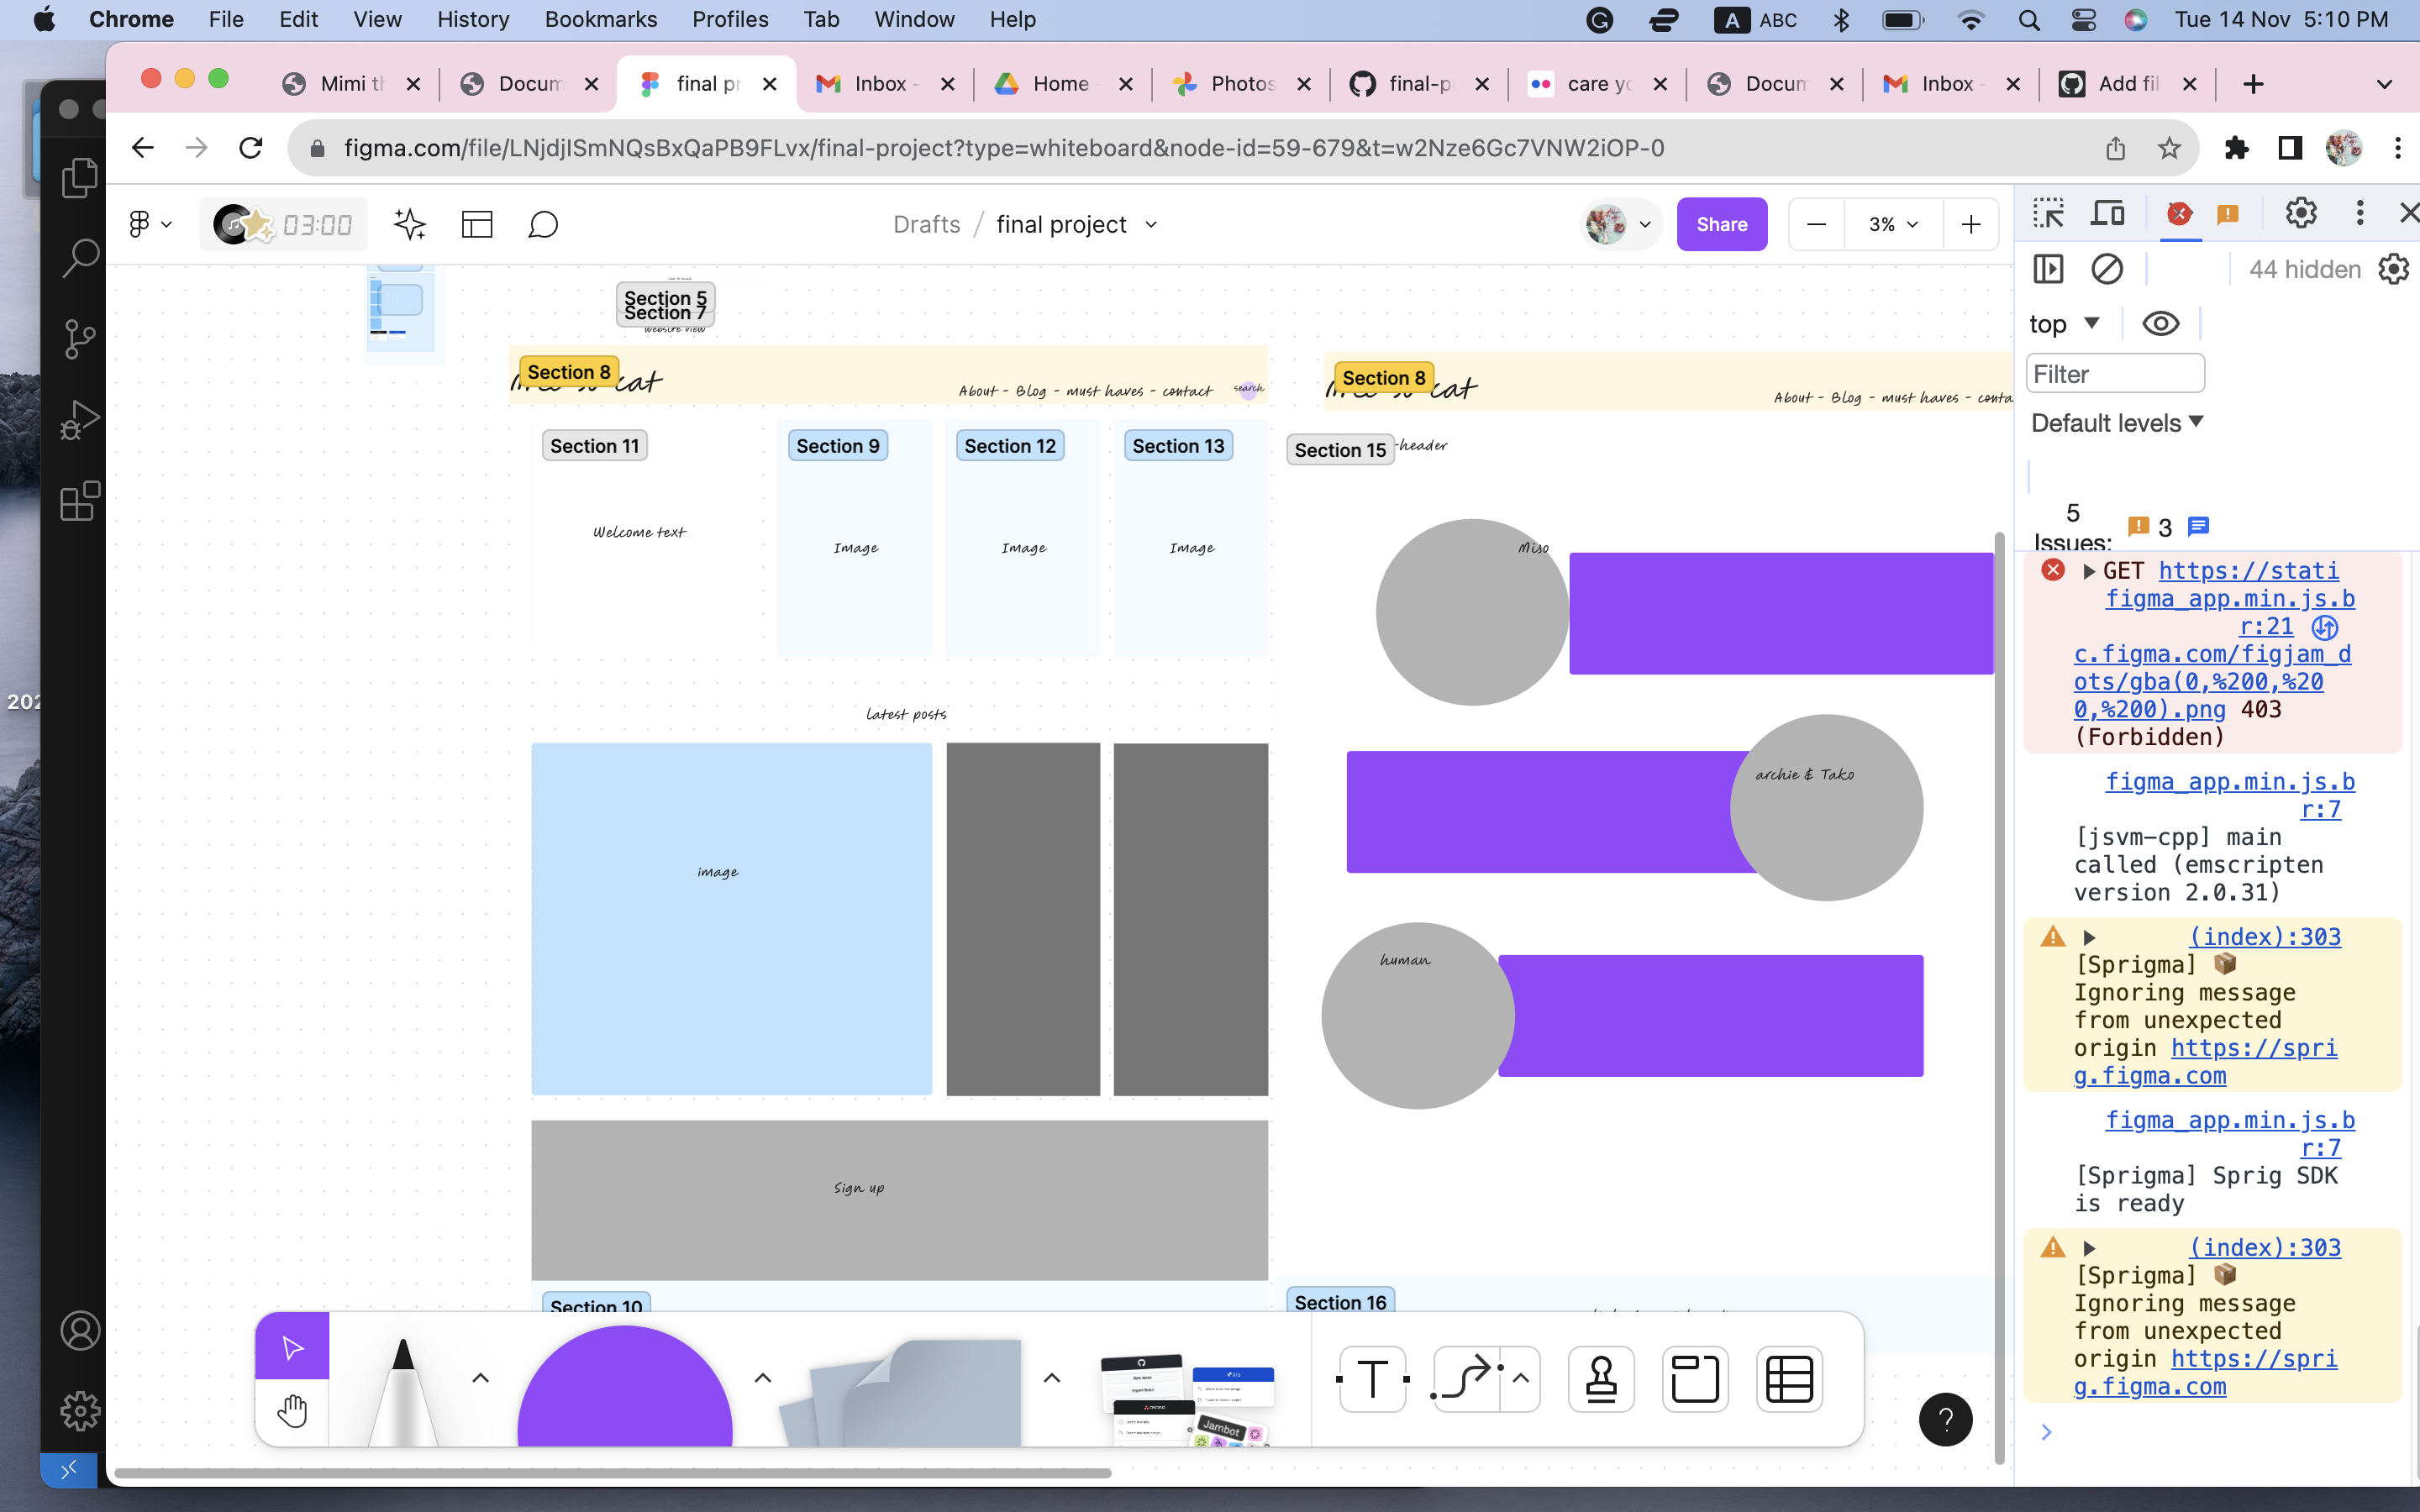 Chrome File Edit View History Bookmarks Profiles Tab Window Help
A ABC Tue 14 Nov 5:10 PM
Mimi th Docum final pr Inbox - Home - Photos final-p care yo Docum Inbox - Add fil
figma.com/file/LNjdjISmNQsBxQaPB9FLvx/final-project?type=whiteboard&node-id=59-679&t=w2Nze6Gc7VNW2iOP-0
03:00
Drafts / final project
Share
3%
Section 5
Section 7
website view
Section 8
cat
About - Blog - must haves - contact
search
Section 11
Section 9
Section 12
Section 13
Welcome text
Image
Image
Image
latest posts
image
Sign up
Section 10
Section 8
cat
About - Blog - must haves - conta
Section 15
-header
Miso
archie & Tako
human
Section 16
T
Jambot
?
202
44 hidden
top
Filter
Default levels
5
Issues:
3
GET https://stati
figma_app.min.js.b
r:21
c.figma.com/figjam_d
ots/gba(0,%200,%20
0,%200).png 403
(Forbidden)
figma_app.min.js.b
r:7
[jsvm-cpp] main
called (emscripten
version 2.0.31)
(index):303
[Sprigma] 📦
Ignoring message
from unexpected
origin https://spri
g.figma.com
figma_app.min.js.b
r:7
[Sprigma] Sprig SDK
is ready
(index):303
[Sprigma] 📦
Ignoring message
from unexpected
origin https://spri
g.figma.com